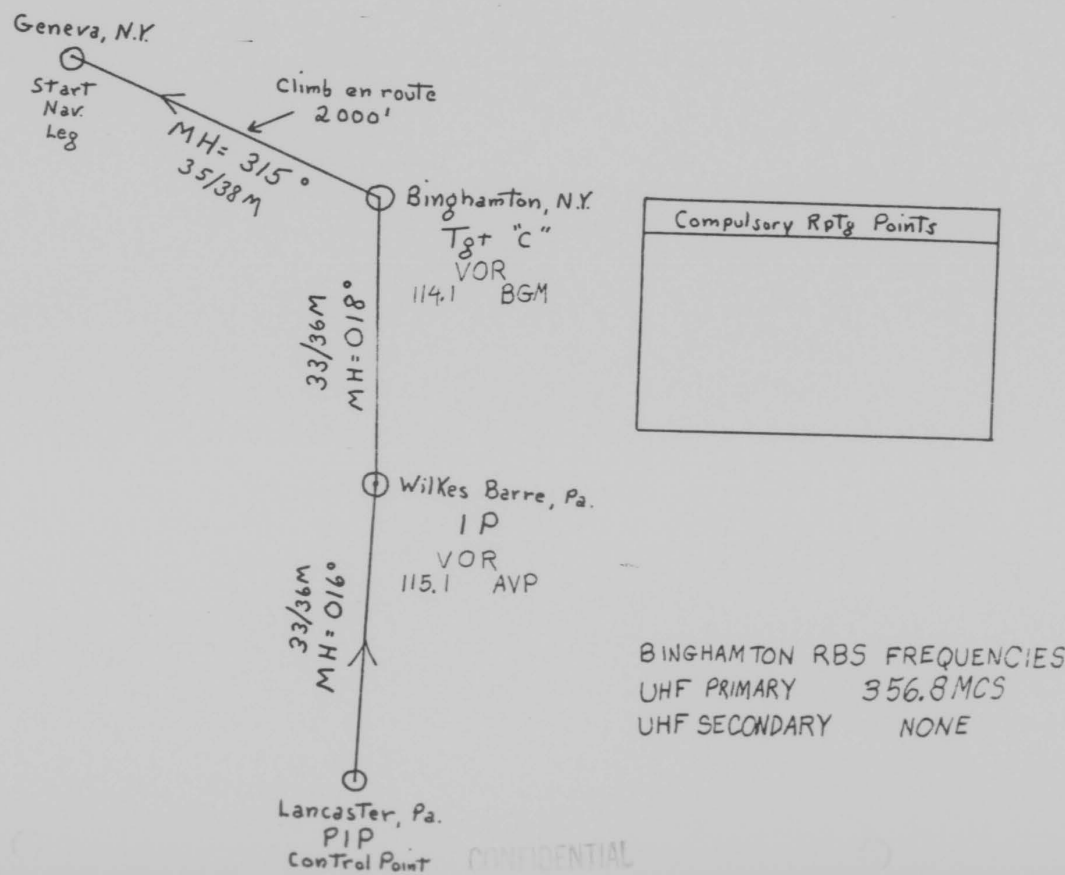 Geneva, N.Y.
Start
Nav.
Leg
Climb en route
2000'
MH= 315°
35/38M
Binghamton, N.Y.
Tgt "C"
VOR
114.1 BGM
Compulsory Rptg Points
MH=018°
33/36M
Wilkes Barre, Pa.
IP
VOR
115.1 AVP
MH=016°
33/36M
BINGHAMTON RBS FREQUENCIES
UHF PRIMARY 356.8MCS
UHF SECONDARY NONE
Lancaster, Pa.
PIP
Control Point
CONFIDENTIAL